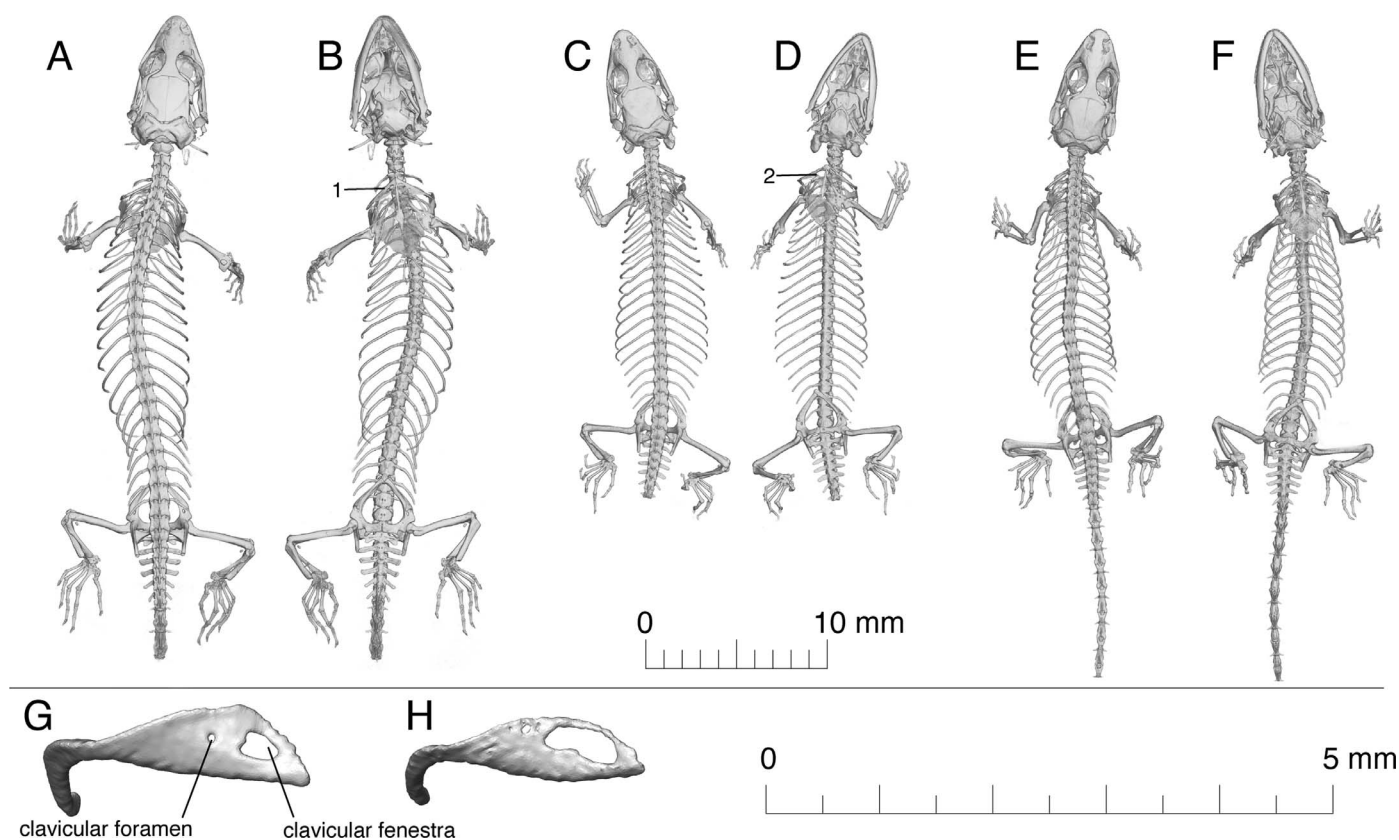 A B C D E F
1
2
0 10 mm
G H
0 5 mm
clavicular foramen clavicular fenestra